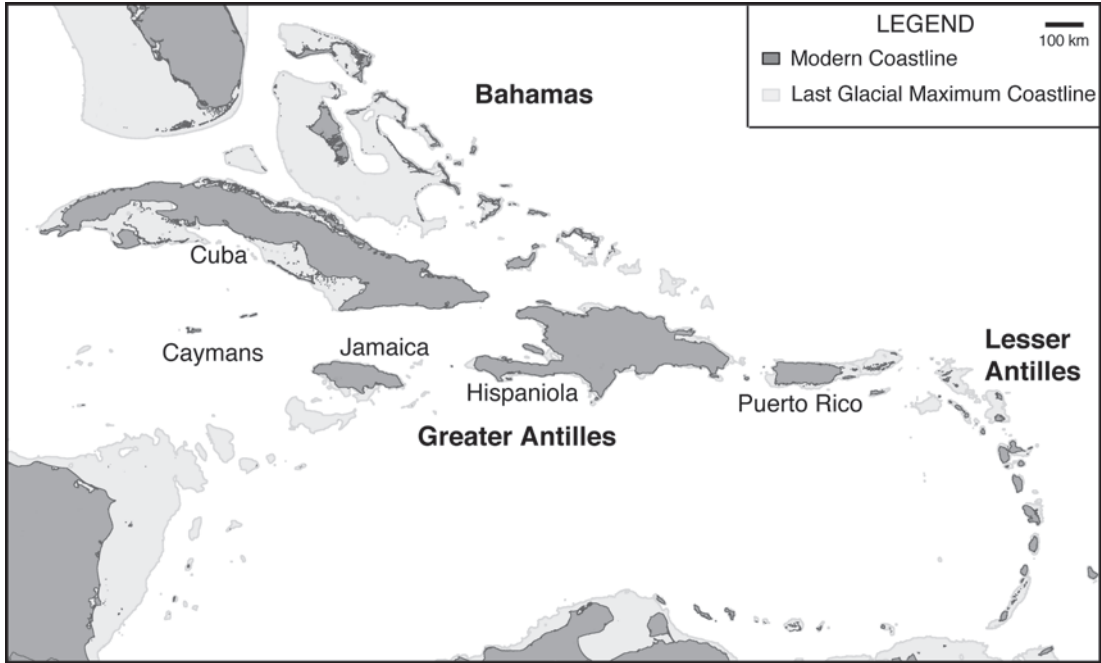 LEGEND
100 km
Modern Coastline
Last Glacial Maximum Coastline
Bahamas
Cuba
Caymans
Jamaica
Hispaniola
Puerto Rico
Lesser
Antilles
Greater Antilles